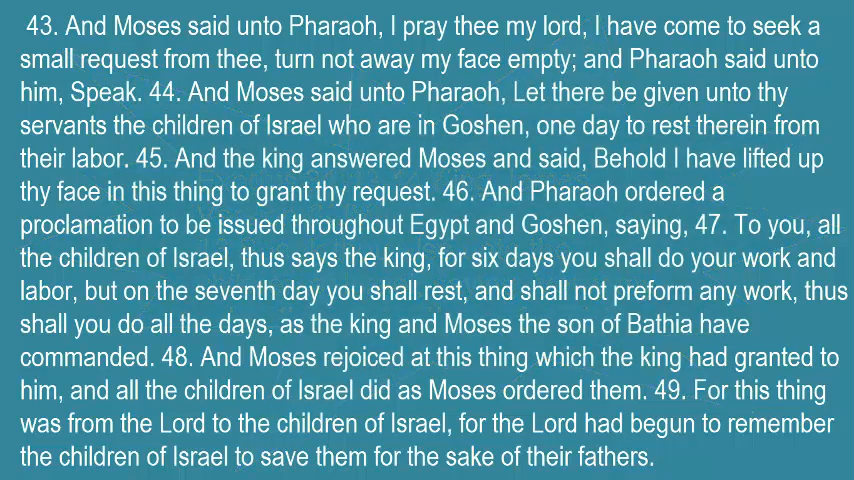 43. And Moses said unto Pharaoh, I pray thee my lord, I have come to seek a
small request from thee, turn not away my face empty; and Pharaoh said unto
him, Speak. 44. And Moses said unto Pharaoh, Let there be given unto thy
servants the children of Israel who are in Goshen, one day to rest therein from
their labor. 45. And the king answered Moses and said, Behold I have lifted up
thy face in this thing to grant thy request. 46. And Pharaoh ordered a
proclamation to be issued throughout Egypt and Goshen, saying, 47. To you, all
the children of Israel, thus says the king, for six days you shall do your work and
labor, but on the seventh day you shall rest, and shall not preform any work, thus
shall you do all the days, as the king and Moses the son of Bathia have
commanded. 48. And Moses rejoiced at this thing which the king had granted to
him, and all the children of Israel did as Moses ordered them. 49. For this thing
was from the Lord to the children of Israel, for the Lord had begun to remember
the children of Israel to save them for the sake of their fathers.